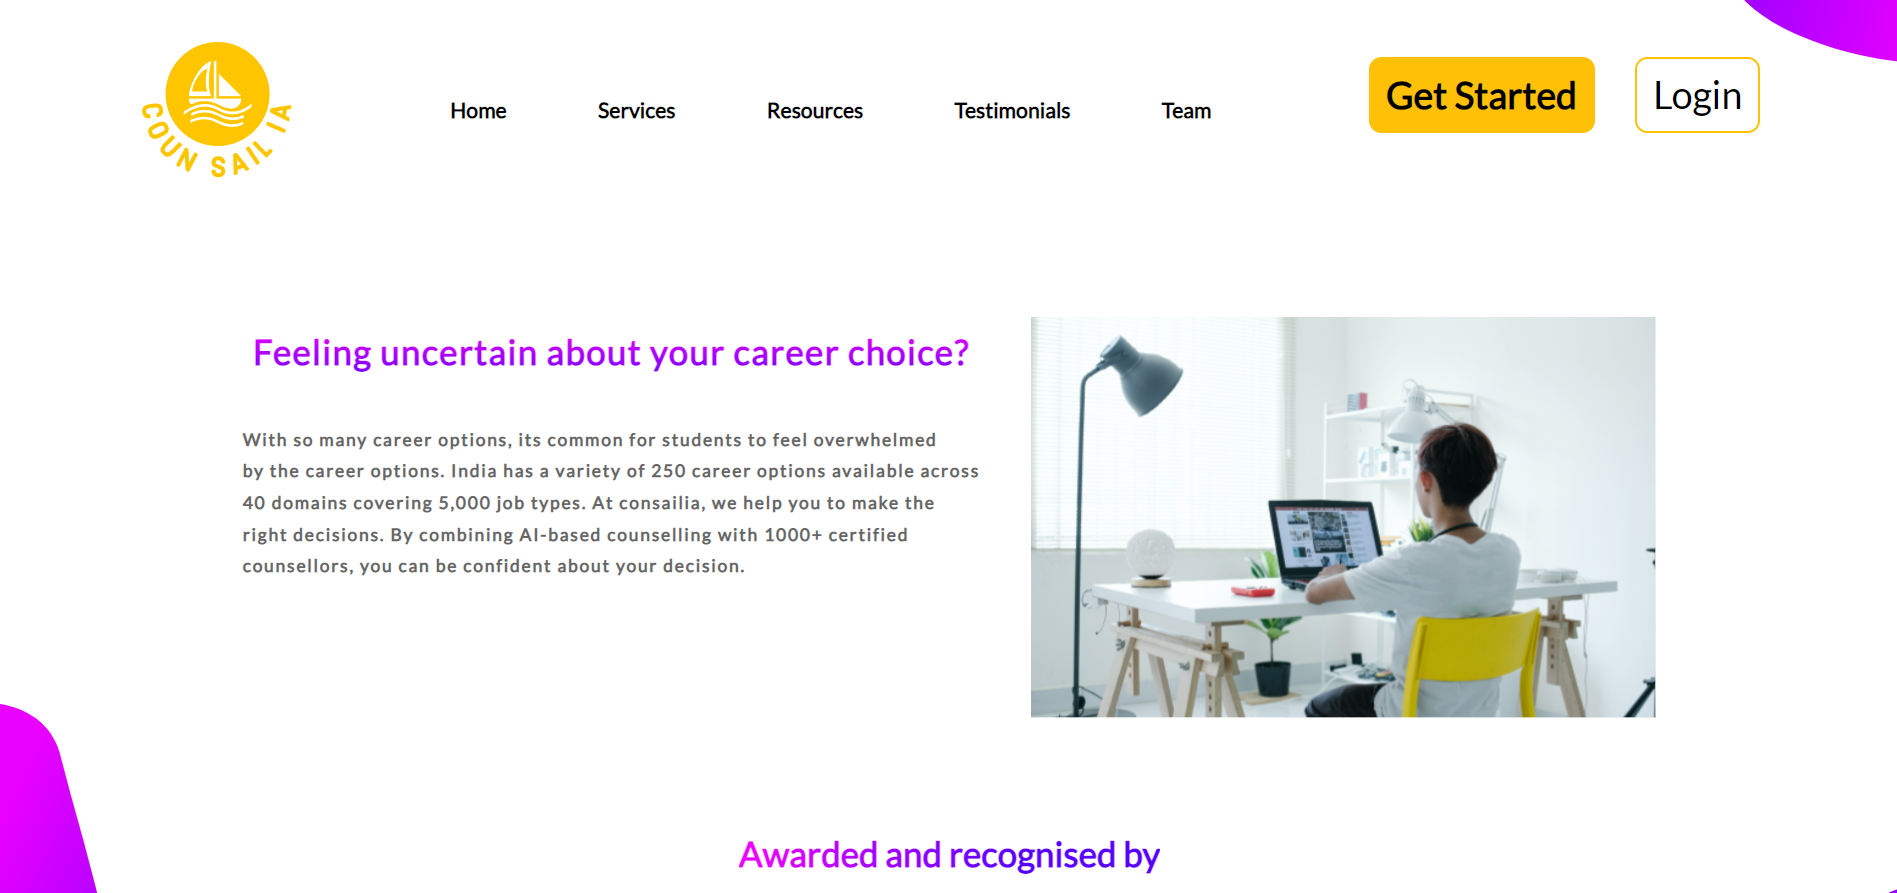 COUN SAIL IA
Home
Services
Resources
Testimonials
Team
Get Started
Login
Feeling uncertain about your career choice?
With so many career options, its common for students to feel overwhelmed
by the career options. India has a variety of 250 career options available across
40 domains covering 5,000 job types. At consailia, we help you to make the
right decisions. By combining AI-based counselling with 1000+ certified
counsellors, you can be confident about your decision.
Awarded and recognised by